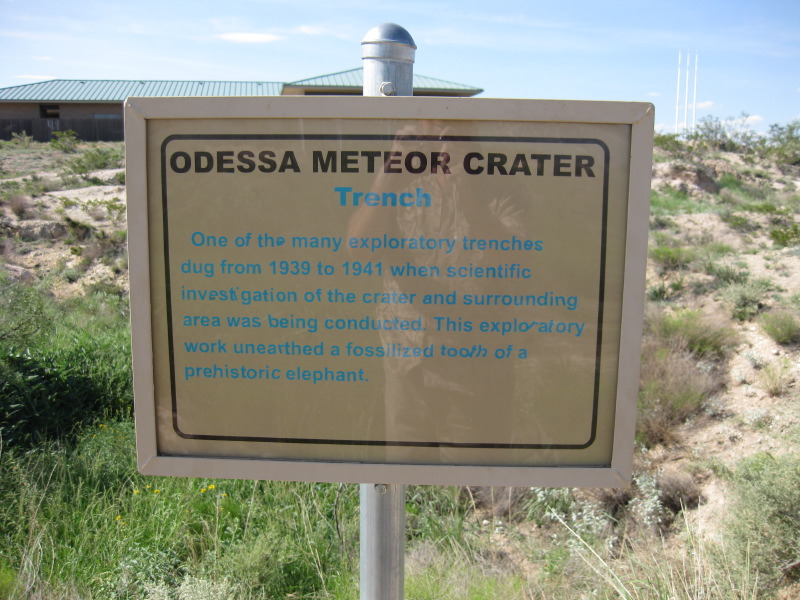 ODESSA METEOR CRATER
Trench
One of the many exploratory trenches
dug from 1939 to 1941 when scientific
investigation of the crater and surrounding
area was being conducted. This exploratory
work unearthed a fossilized tooth of a
prehistoric elephant.